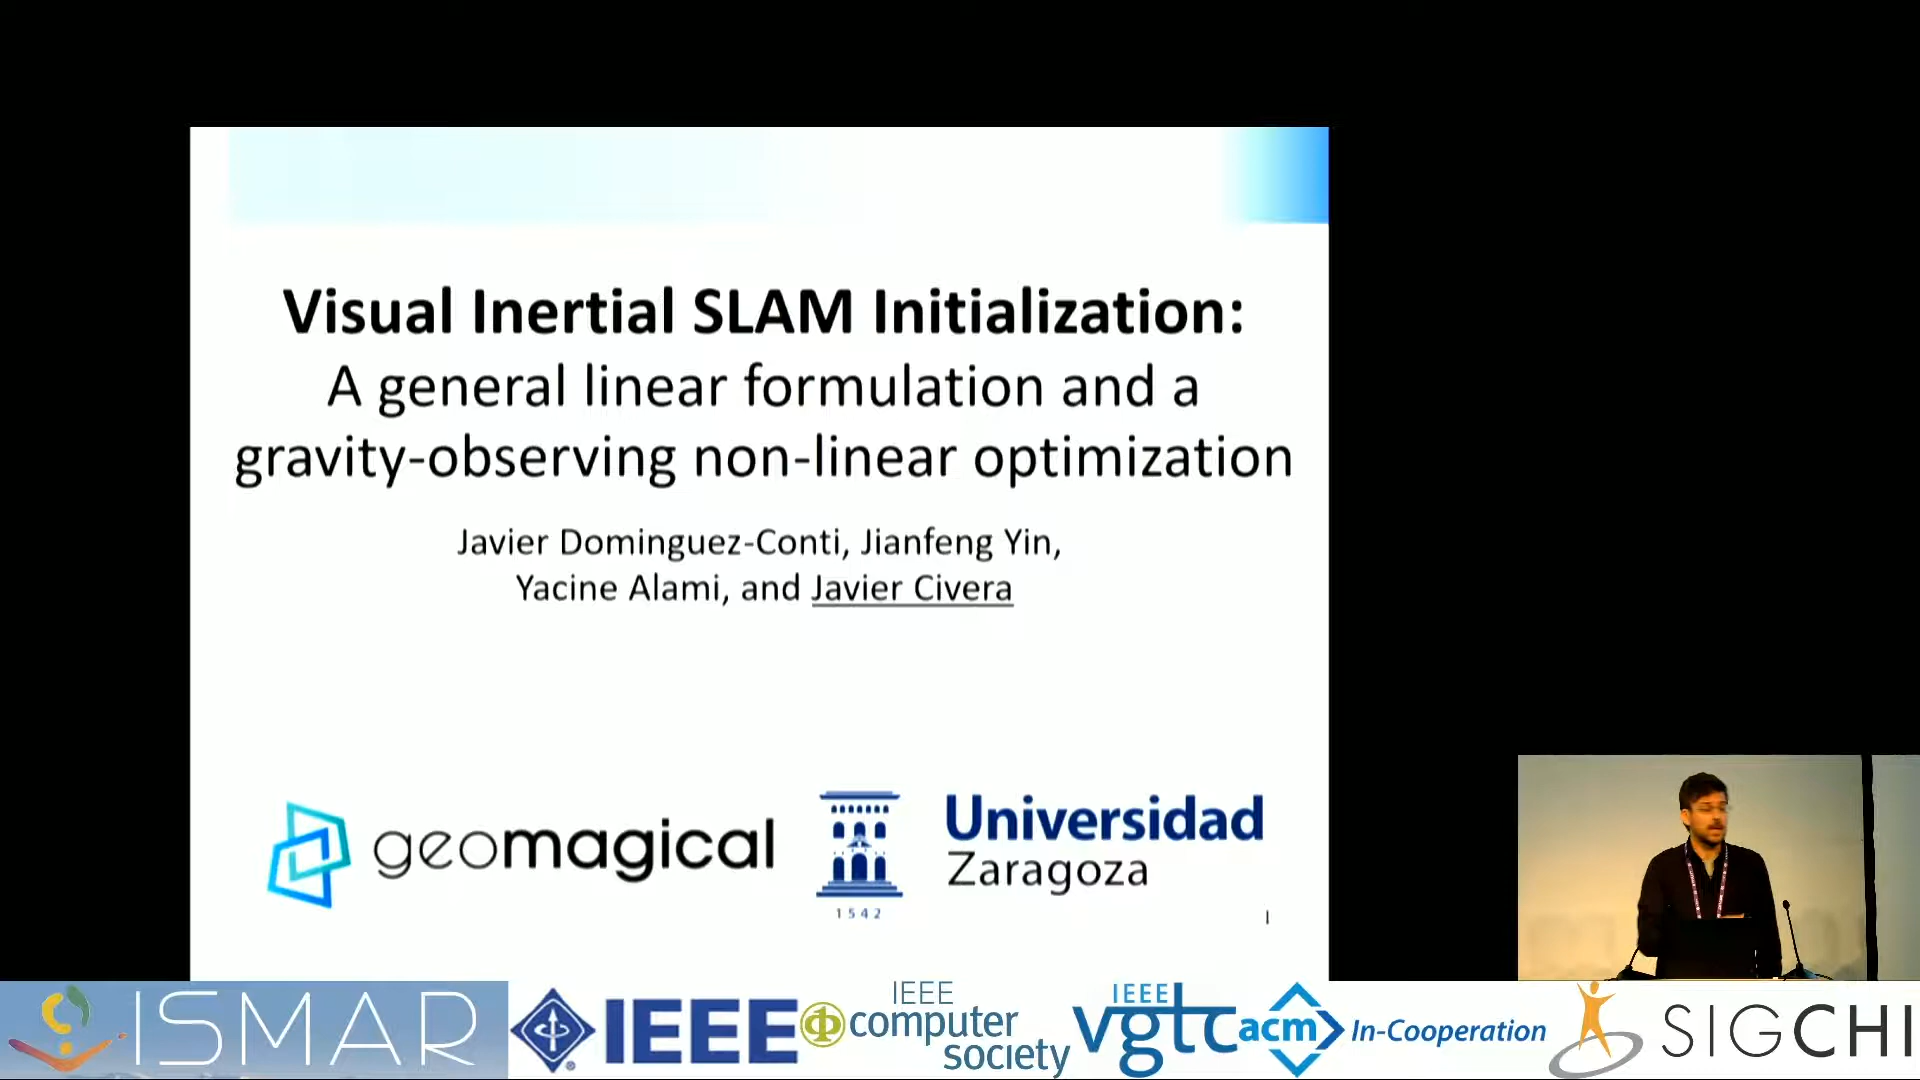 Visual Inertial SLAM Initialization:
A general linear formulation and a
gravity-observing non-linear optimization
Javier Dominguez-Conti, Jianfeng Yin,
Yacine Alami, and Javier Civera
geomagical
1542
Universidad
Zaragoza
1
ISMAR
IEEE
IEEE
computer
society
IEEE
vgtc
acm
In-Cooperation
SIGCHI